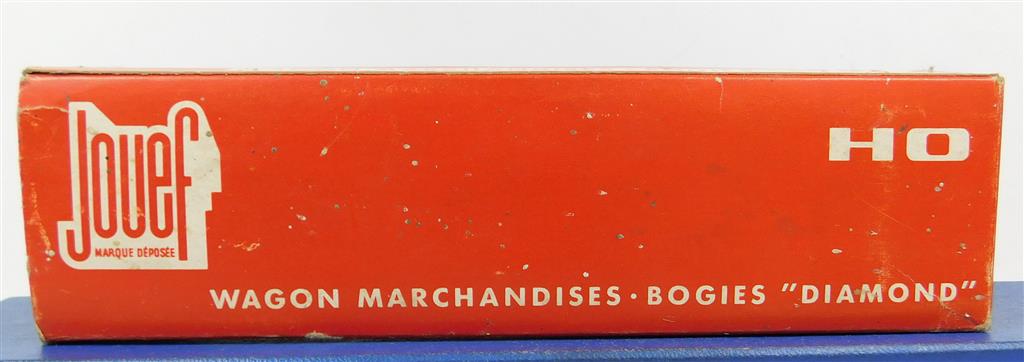 Jouef
MARQUE DÉPOSÉE
HO
WAGON MARCHANDISES · BOGIES "DIAMOND"